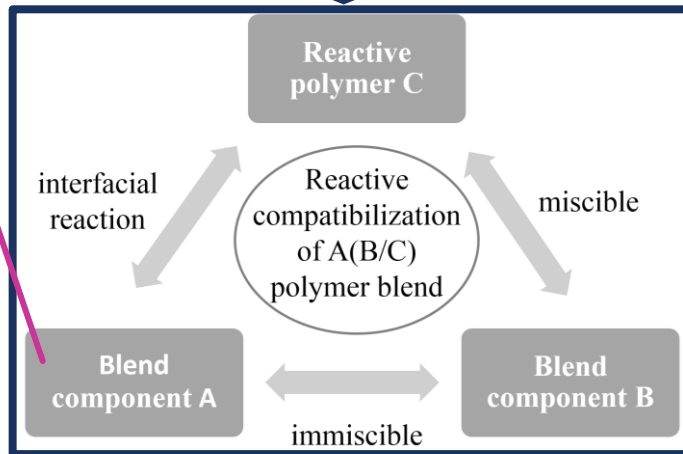 Reactive
polymer C
interfacial
reaction
Reactive
compatibilization
of A(B/C)
polymer blend
miscible
Blend
component A
immiscible
Blend
component B